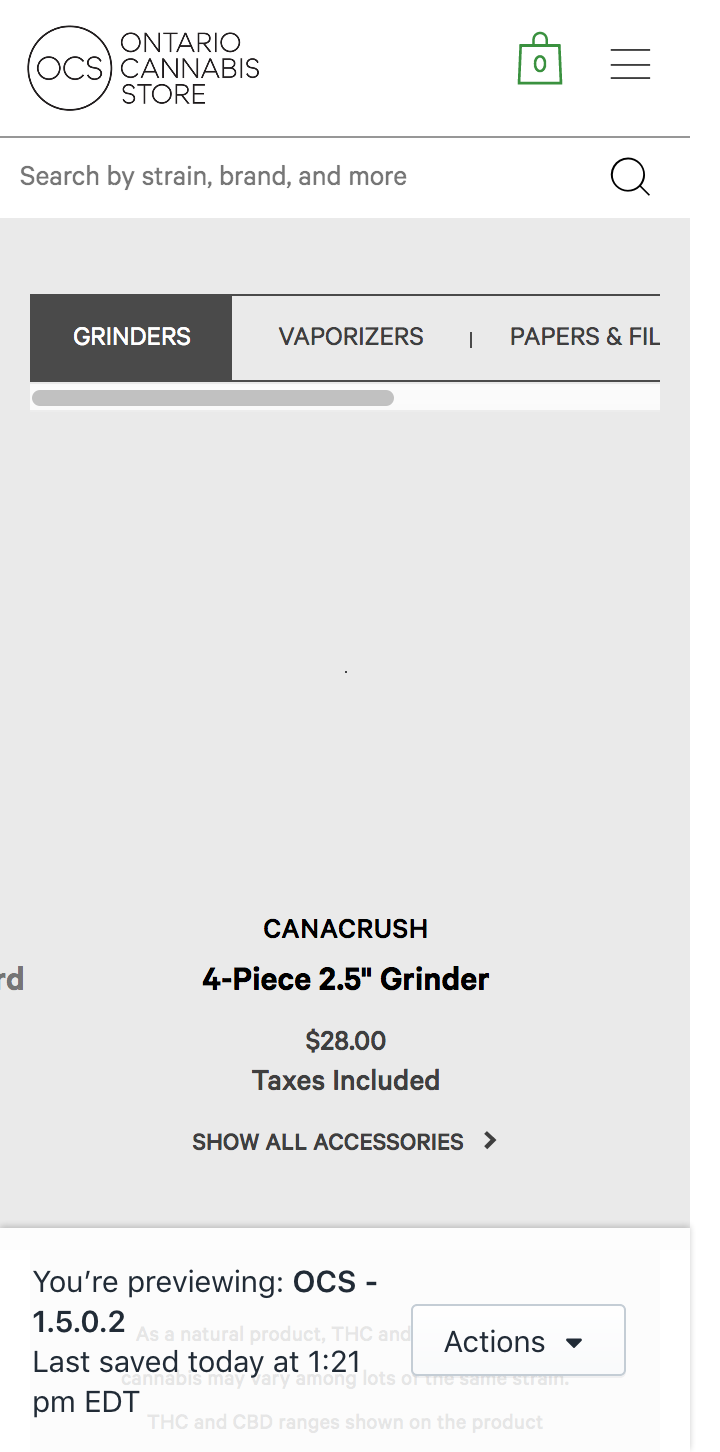 OCS
ONTARIO
CANNABIS
STORE
0
Search by strain, brand, and more
GRINDERS
VAPORIZERS
PAPERS & FIL
CANACRUSH
rd
4-Piece 2.5" Grinder
$28.00
Taxes Included
SHOW ALL ACCESSORIES
You’re previewing: OCS -
1.5.0.2
Last saved today at 1:21
pm EDT
Actions
As a natural product, THC and
cannabis may vary among lots of the same strain.
THC and CBD ranges shown on the product